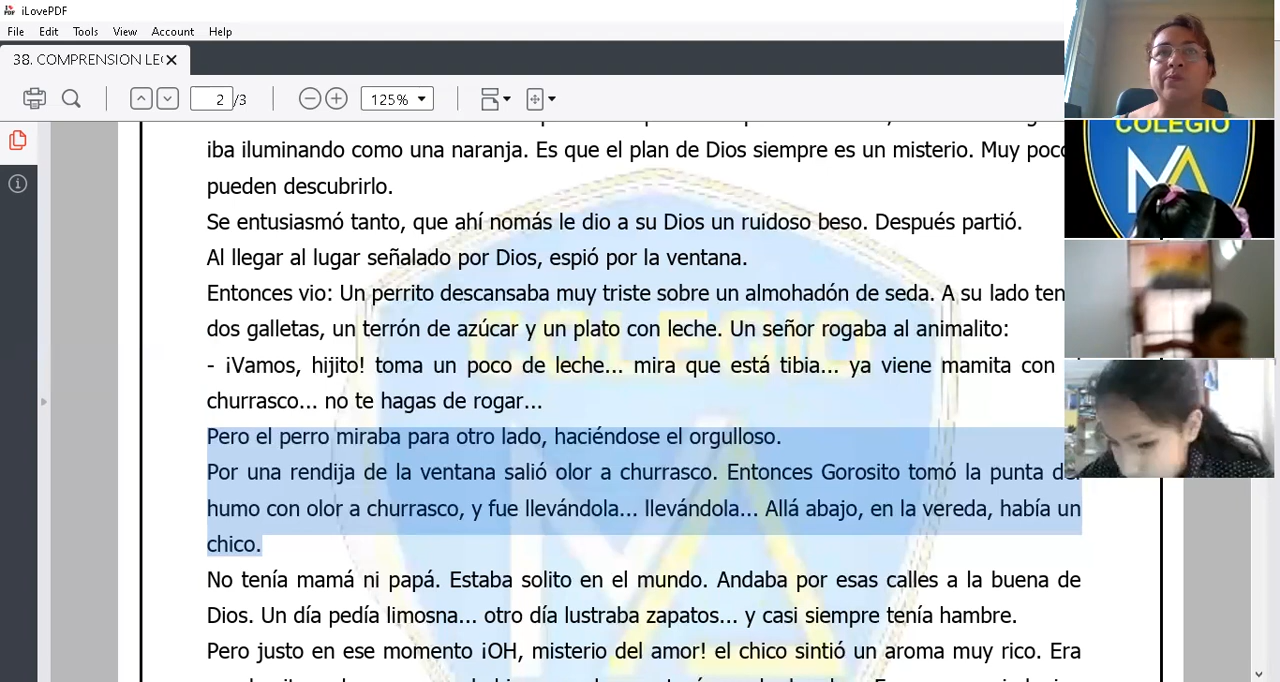 iLovePDF
File Edit Tools View Account Help
38. COMPRENSION LE
2 /3 125%
iba iluminando como una naranja. Es que el plan de Dios siempre es un misterio. Muy poco
pueden descubrirlo.
Se entusiasmó tanto, que ahí nomás le dio a su Dios un ruidoso beso. Después partió.
Al llegar al lugar señalado por Dios, espió por la ventana.
Entonces vio: Un perrito descansaba muy triste sobre un almohadón de seda. A su lado ten
dos galletas, un terrón de azúcar y un plato con leche. Un señor rogaba al animalito:
- ¡Vamos, hijito! toma un poco de leche... mira que está tibia... ya viene mamita con
churrasco... no te hagas de rogar...
Pero el perro miraba para otro lado, haciéndose el orgulloso.
Por una rendija de la ventana salió olor a churrasco. Entonces Gorosito tomó la punta del
humo con olor a churrasco, y fue llevándola... llevándola... Allá abajo, en la vereda, había un
chico.
No tenía mamá ni papá. Estaba solito en el mundo. Andaba por esas calles a la buena de
Dios. Un día pedía limosna... otro día lustraba zapatos... y casi siempre tenía hambre.
Pero justo en ese momento ¡OH, misterio del amor! el chico sintió un aroma muy rico. Era
COLEGIO
COLEGIO